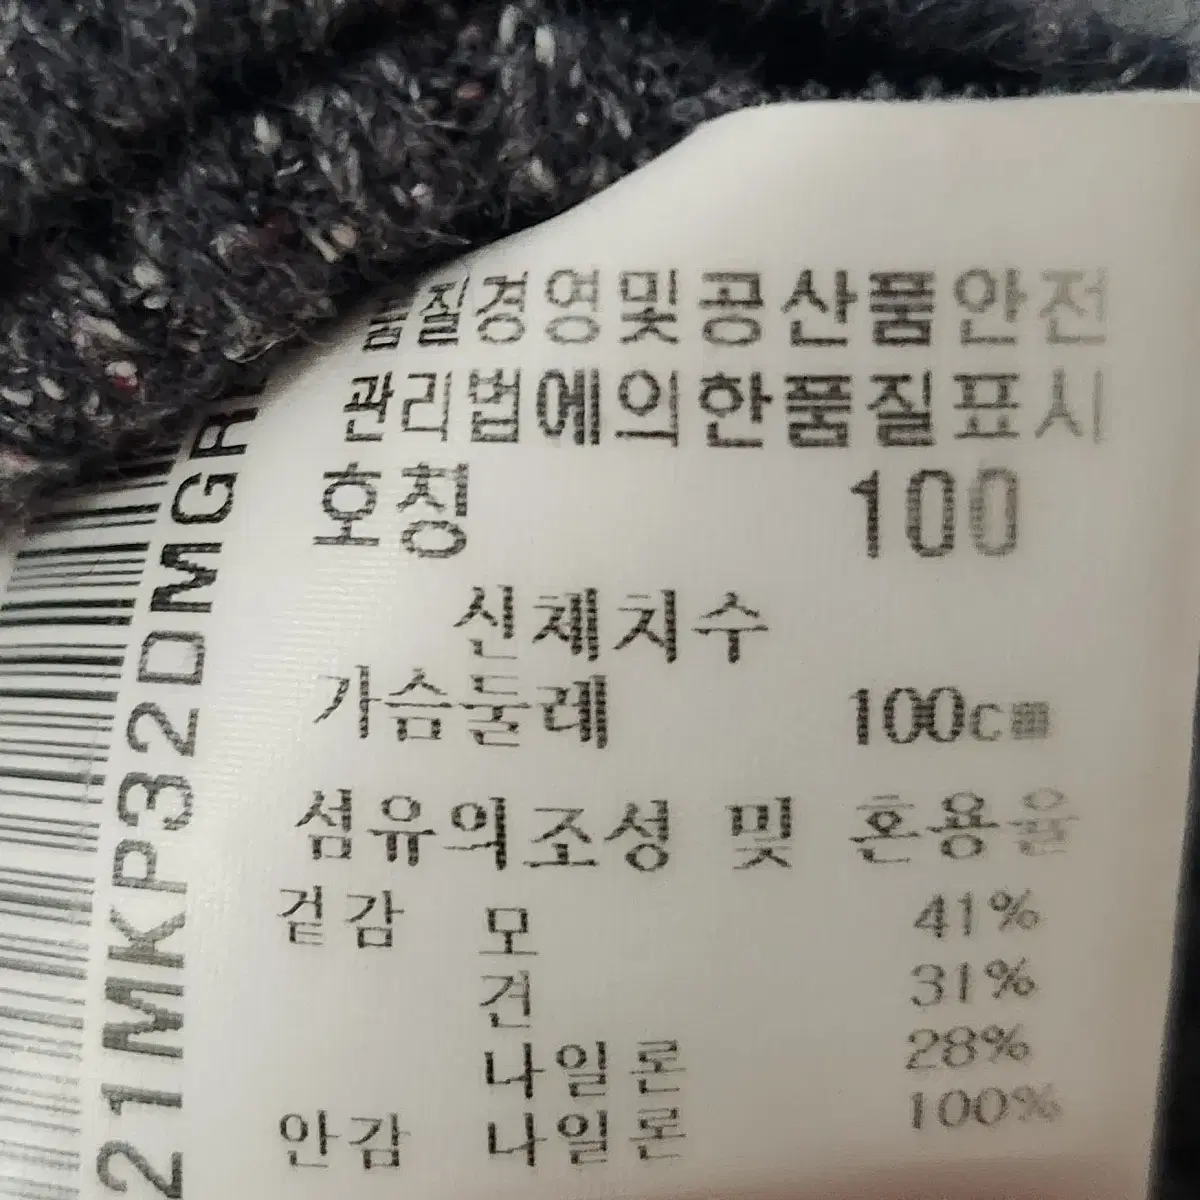 품질경영및공산품안전
관리법에의한품질표시
호칭 100
신체치수
가슴둘레 100cm
섬유의조성 및 혼용율
겉감 모 41%
견 31%
나일론 28%
안감 나일론 100%
21MKP32DMGR